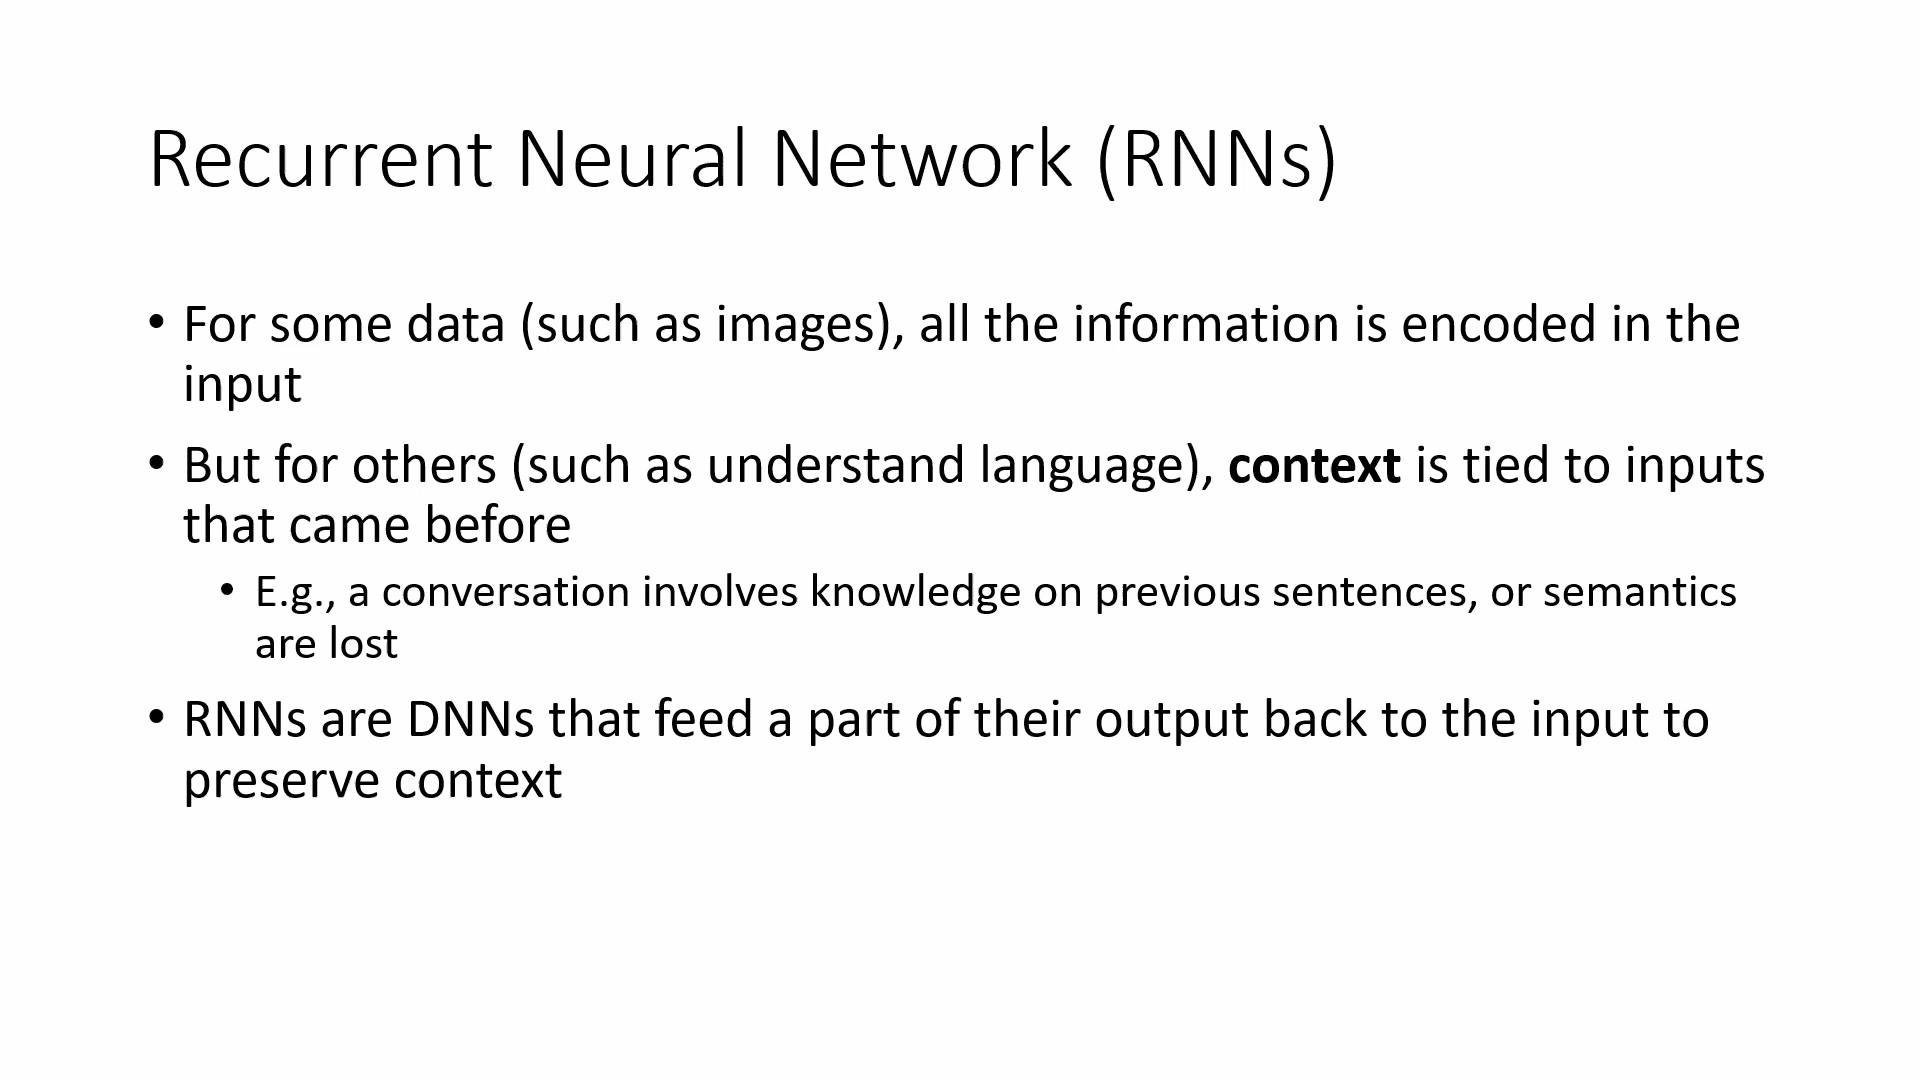 Recurrent Neural Network (RNNs)
• For some data (such as images), all the information is encoded in the
input
• But for others (such as understand language), context is tied to inputs
that came before
• E.g., a conversation involves knowledge on previous sentences, or semantics
are lost
• RNNs are DNNs that feed a part of their output back to the input to
preserve context